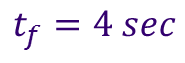 t_f = 4 sec